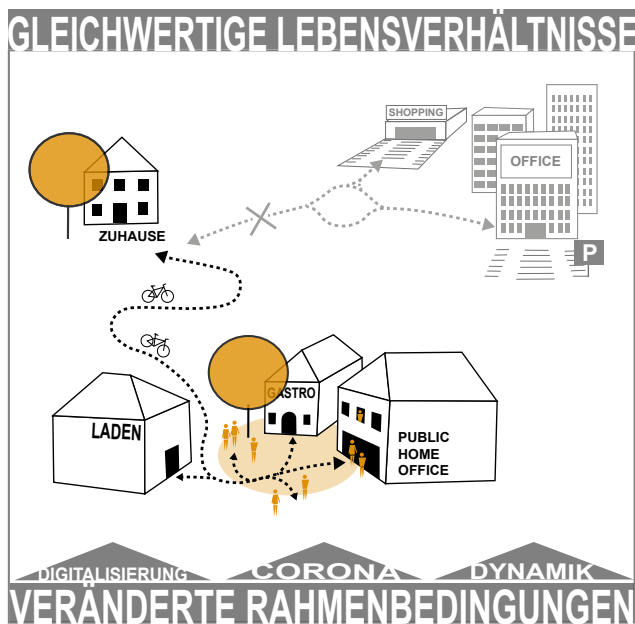 GLEICHWERTIGE LEBENSVERHÄLTNISSE
SHOPPING
OFFICE
P
ZUHAUSE
GASTRO
LADEN
PUBLIC
HOME
OFFICE
DIGITALISIERUNG
CORONA
DYNAMIK
VERÄNDERTE RAHMENBEDINGUNGEN